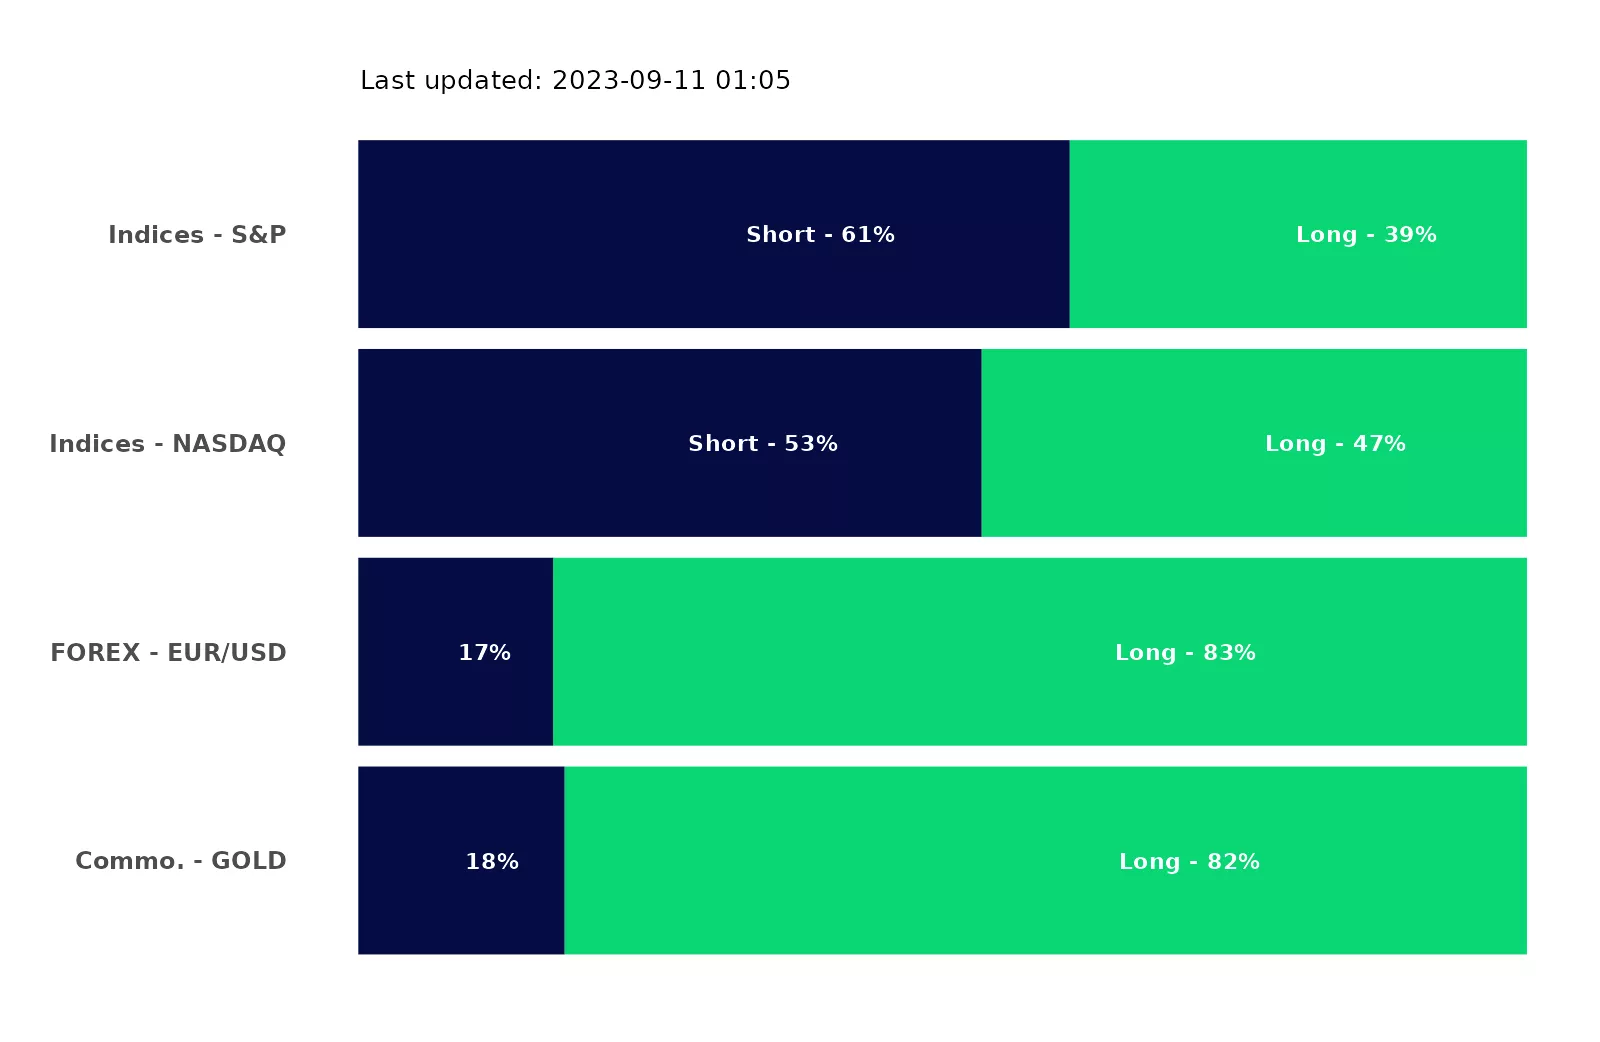 Last updated: 2023-09-11 01:05
Indices - S&P
Short - 61%
Long - 39%
Indices - NASDAQ
Short - 53%
Long - 47%
FOREX - EUR/USD
17%
Long - 83%
Commo. - GOLD
18%
Long - 82%